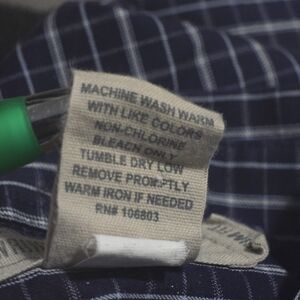 MACHINE WASH WARM
WITH LIKE COLORS
NON-CHLORINE
BLEACH ONLY
TUMBLE DRY LOW
REMOVE PROMPTLY
WARM IRON IF NEEDED
RN# 106803